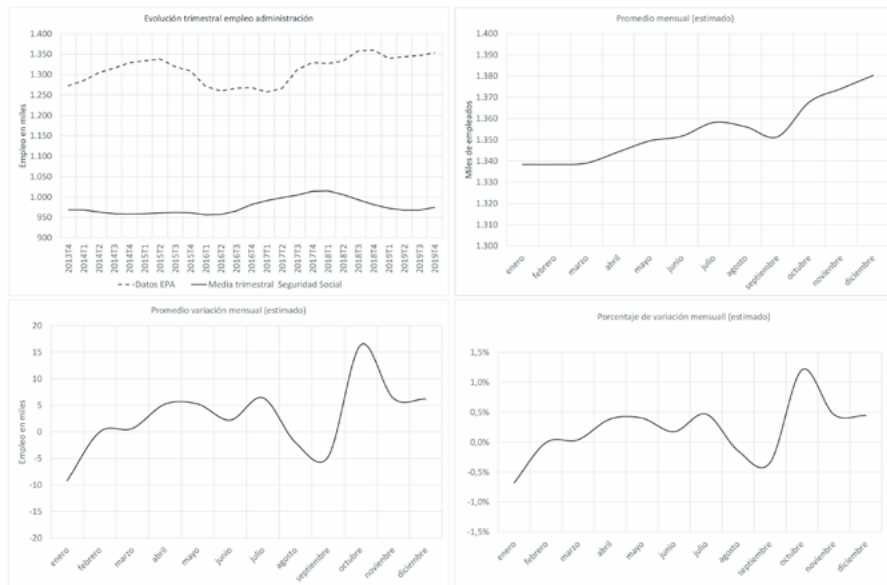 Evolución trimestral empleo administración
1.400
1.350
1.300
1.250
1.200
1.150
1.100
1.050
1.000
950
900
Empleo en miles
2013T4
2014T1
2014T2
2014T3
2014T4
2015T1
2015T2
2015T3
2015T4
2016T1
2016T2
2016T3
2016T4
2017T1
2017T2
2017T3
2017T4
2018T1
2018T2
2018T3
2018T4
2019T1
2019T2
2019T3
2019T4
Datos EPA
Media trimestral Seguridad Social
Promedio mensual (estimado)
1.400
1.390
1.380
1.370
1.360
1.350
1.340
1.330
1.320
1.310
1.300
Miles de empleados
enero
febrero
marzo
abril
mayo
junio
julio
agosto
septiembre
octubre
noviembre
diciembre
Promedio variación mensual (estimado)
20
15
10
5
0
-5
-10
-15
-20
Empleo en miles
enero
febrero
marzo
abril
mayo
junio
julio
agosto
septiembre
octubre
novienbre
diciembre
Porcentaje de variación mensuall (estimado)
1,5%
1,0%
0,5%
0,0%
-0,5%
-1,0%
-1,5%
enero
febrero
marzo
abril
mayo
junio
julio
agosto
septiembre
octubre
novienbre
diciembre